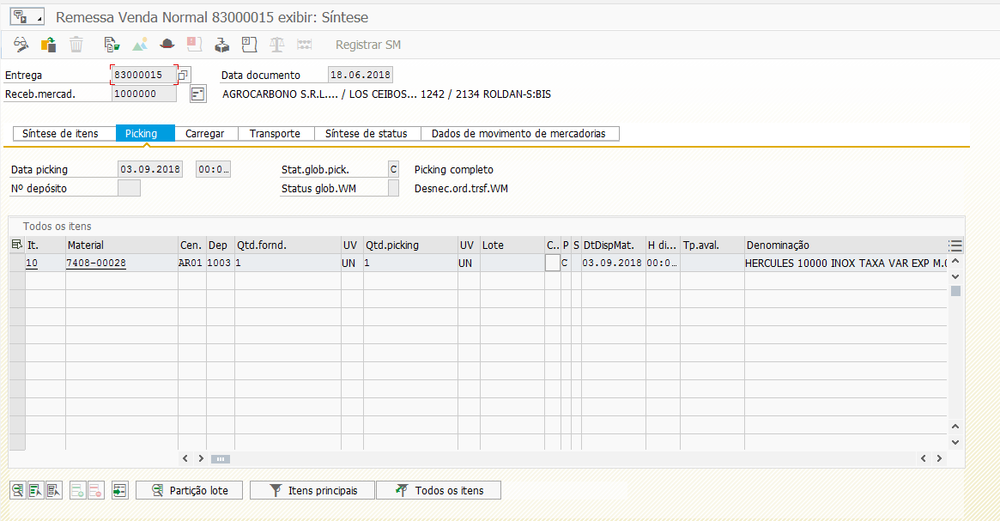 Remessa Venda Normal 83000015 exibir: Síntese
Registrar SM
Entrega 83000015 Data documento 18.06.2018
Receb.mercad. 1000000 AGROCARBONO S.R.L.... / LOS CEIBOS... 1242 / 2134 ROLDAN-S:BIS
Síntese de itens Picking Carregar Transporte Síntese de status Dados de movimento de mercadorias
Data picking 03.09.2018 00:0... Stat.glob.pick. C Picking completo
Nº depósito Status glob.WM Desnec.ord.trsf.WM
Todos os itens
It. Material Cen. Dep Qtd.fornd. UV Qtd.picking UV Lote C.. P S DtDispMat. H di... Tp.aval. Denominação
10 7408-00028 AR01 1003 1 UN 1 UN C 03.09.2018 00:0... HERCULES 10000 INOX TAXA VAR EXP M.
Partição lote Itens principais Todos os itens